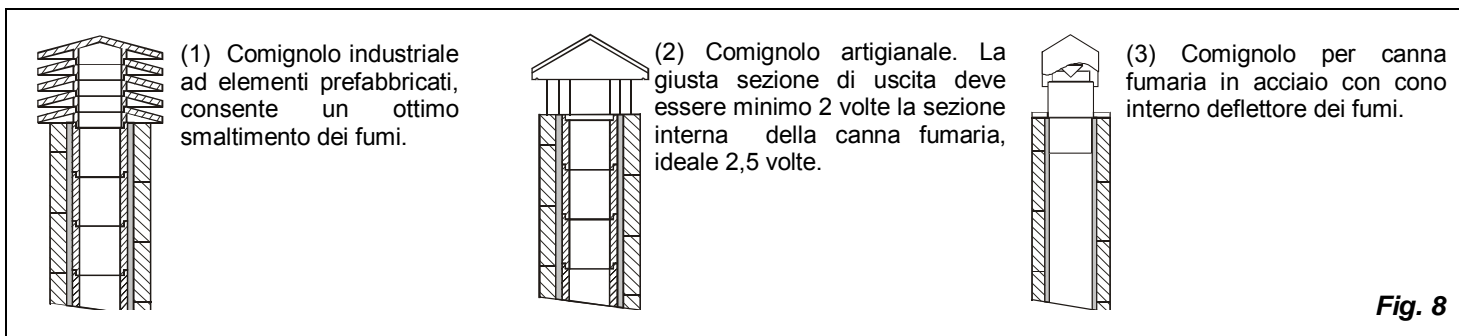 (1) Comignolo industriale
ad elementi prefabbricati,
consente un ottimo
smaltimento dei fumi.
(2) Comignolo artigianale. La
giusta sezione di uscita deve
essere minimo 2 volte la sezione
interna della canna fumaria,
ideale 2,5 volte.
(3) Comignolo per canna
fumaria in acciaio con cono
interno deflettore dei fumi.
Fig. 8